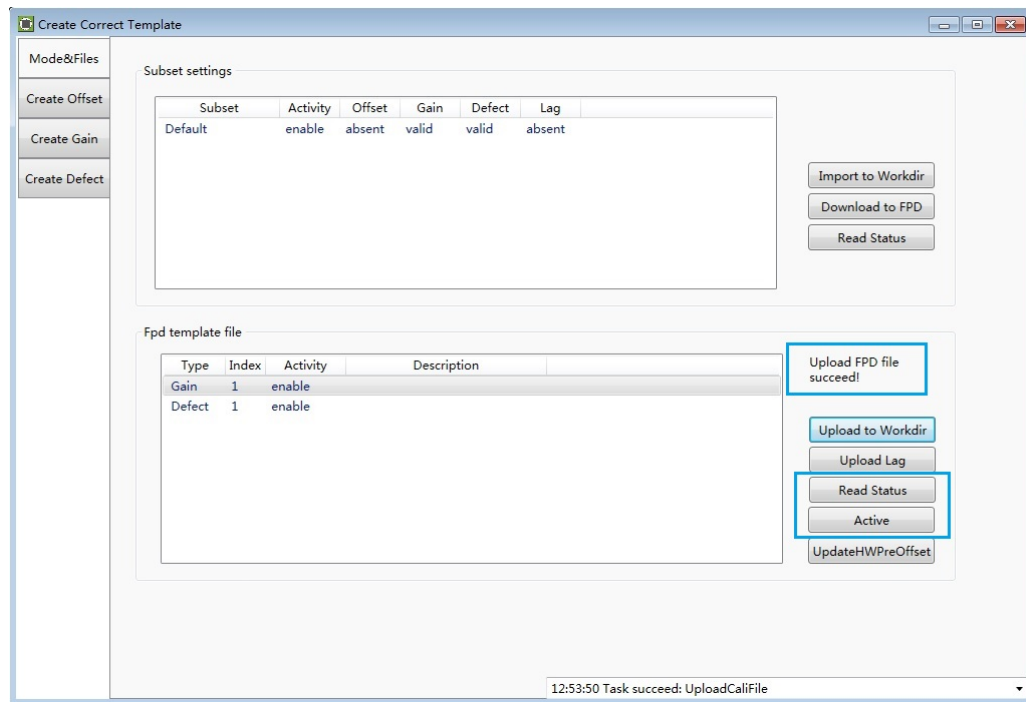 Create Correct Template
Mode&Files
Create Offset
Create Gain
Create Defect
Subset settings
Subset Activity Offset Gain Defect Lag
Default enable absent valid valid absent
Import to Workdir
Download to FPD
Read Status
Fpd template file
Type Index Activity Description
Gain 1 enable
Defect 1 enable
Upload FPD file
succeed!
Upload to Workdir
Upload Lag
Read Status
Active
UpdateHWPreOffset
12:53:50 Task succeed: UploadCaliFile